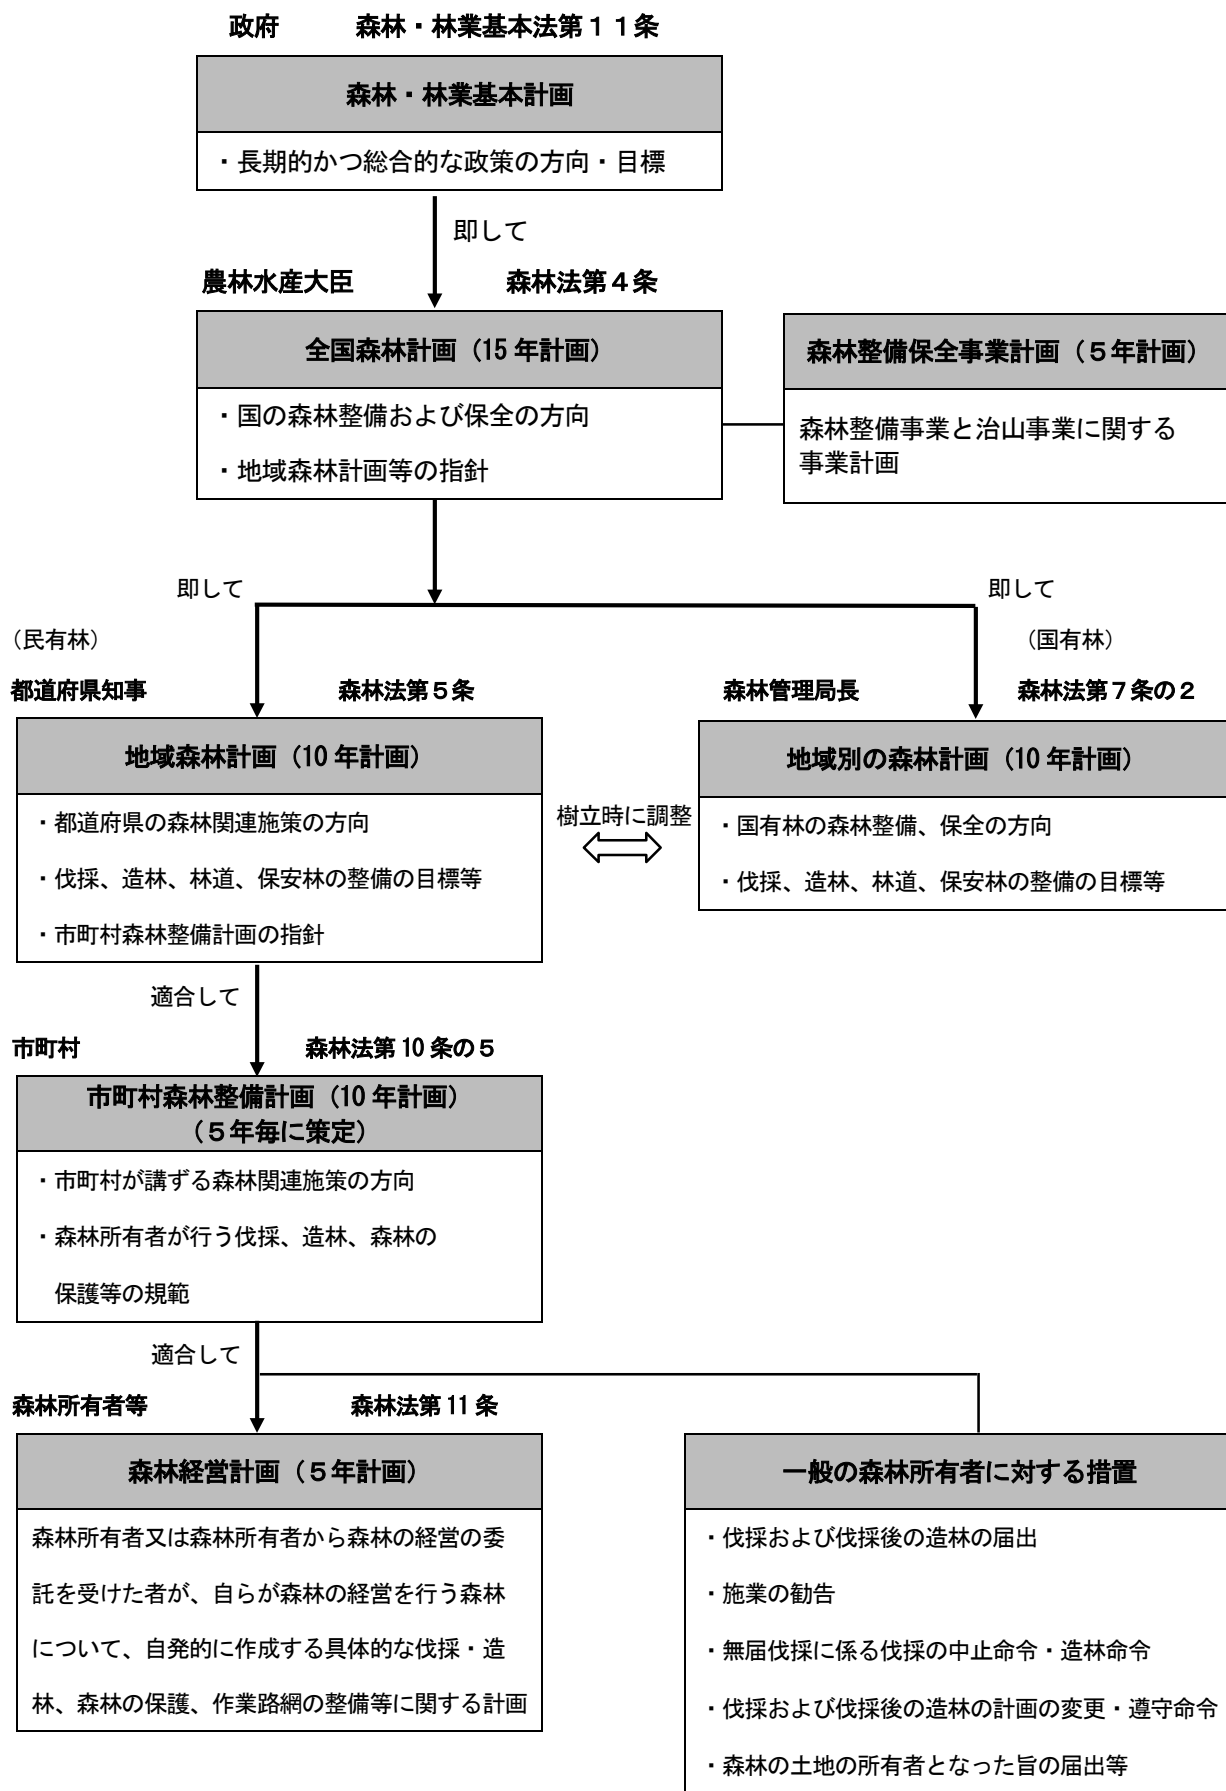 政府　森林・林業基本法第１１条
森林・林業基本計画
・長期的かつ総合的な政策の方向・目標
即して
農林水産大臣　森林法第４条
全国森林計画（15 年計画）
・国の森林整備および保全の方向
・地域森林計画等の指針
森林整備保全事業計画（５年計画）
森林整備事業と治山事業に関する
事業計画
即して
即して
（民有林）
（国有林）
都道府県知事　森林法第５条
森林管理局長　森林法第７条の２
地域森林計画（10 年計画）
・都道府県の森林関連施策の方向
・伐採、造林、林道、保安林の整備の目標等
・市町村森林整備計画の指針
樹立時に調整
地域別の森林計画（10 年計画）
・国有林の森林整備、保全の方向
・伐採、造林、林道、保安林の整備の目標等
適合して
市町村　森林法第 10 条の５
市町村森林整備計画（10 年計画）
（５年毎に策定）
・市町村が講ずる森林関連施策の方向
・森林所有者が行う伐採、造林、森林の
保護等の規範
適合して
森林所有者等　森林法第 11 条
森林経営計画（５年計画）
森林所有者又は森林所有者から森林の経営の委
託を受けた者が、自らが森林の経営を行う森林
について、自発的に作成する具体的な伐採・造
林、森林の保護、作業路網の整備等に関する計画
一般の森林所有者に対する措置
・伐採および伐採後の造林の届出
・施業の勧告
・無届伐採に係る伐採の中止命令・造林命令
・伐採および伐採後の造林の計画の変更・遵守命令
・森林の土地の所有者となった旨の届出等